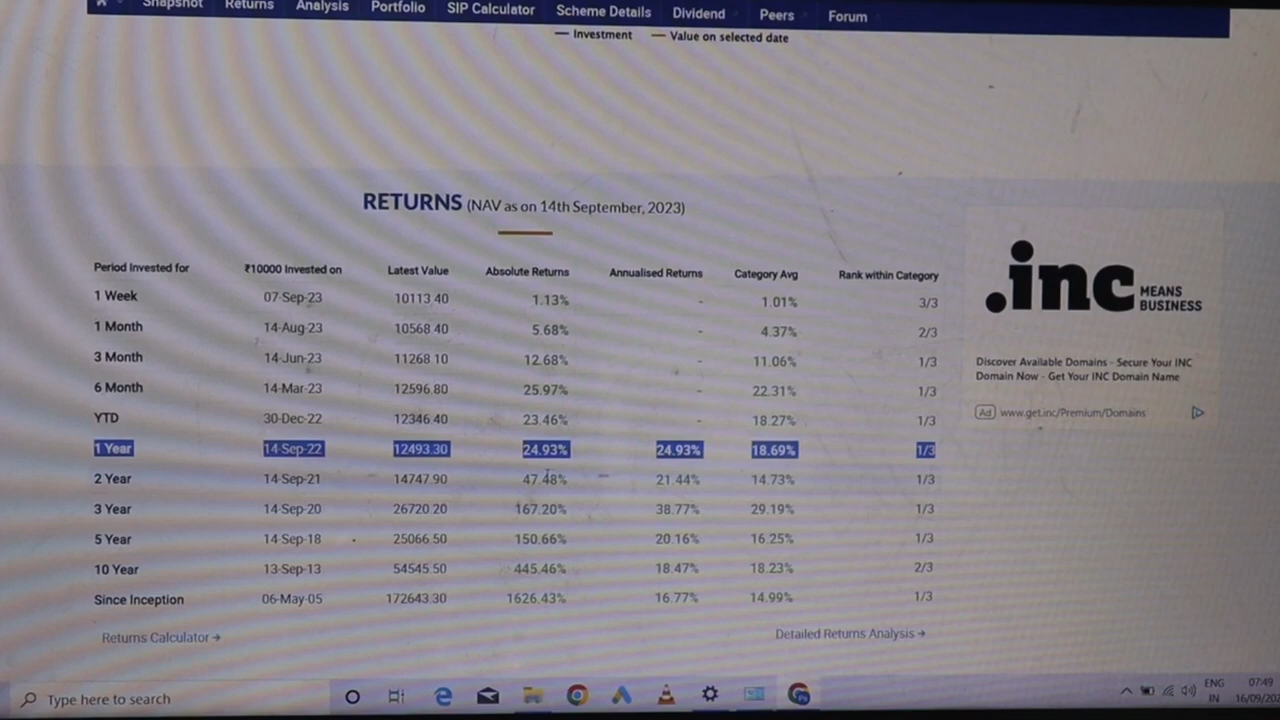 Snapshot Returns Analysis Portfolio SIP Calculator Scheme Details Dividend Peers Forum
Investment Value on selected date
RETURNS (NAV as on 14th September, 2023)
Period Invested for ₹10000 Invested on Latest Value Absolute Returns Annualised Returns Category Avg Rank within Category
1 Week 07-Sep-23 10113.40 1.13% - 1.01% 3/3
1 Month 14-Aug-23 10568.40 5.68% - 4.37% 2/3
3 Month 14-Jun-23 11268.10 12.68% - 11.06% 1/3
6 Month 14-Mar-23 12596.80 25.97% - 22.31% 1/3
YTD 30-Dec-22 12346.40 23.46% - 18.27% 1/3
1 Year 14-Sep-22 12493.30 24.93% 24.93% 18.69% 1/3
2 Year 14-Sep-21 14747.90 47.48% 21.44% 14.73% 1/3
3 Year 14-Sep-20 26720.20 167.20% 38.77% 29.19% 1/3
5 Year 14-Sep-18 25066.50 150.66% 20.16% 16.25% 1/3
10 Year 13-Sep-13 54545.50 445.46% 18.47% 18.23% 2/3
Since Inception 06-May-05 172643.30 1626.43% 16.77% 14.99% 1/3
Returns Calculator → Detailed Returns Analysis →
.inc MEANS
BUSINESS
Discover Available Domains - Secure Your INC
Domain Now - Get Your INC Domain Name
Ad www.get.inc/Premium/Domains
Type here to search
ENG 07:49
IN 16/09/202